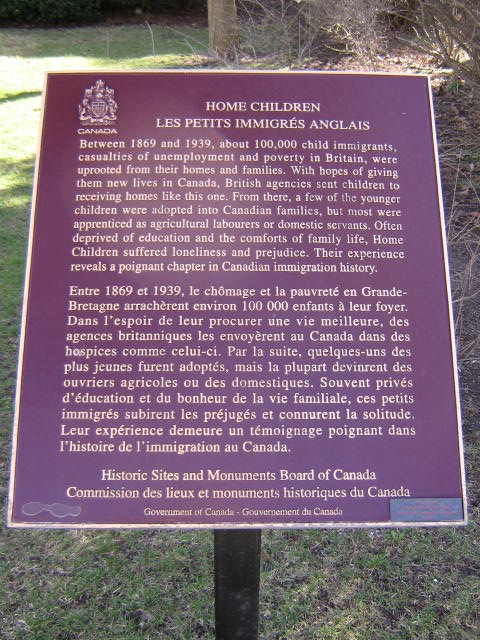 CANADA
HOME CHILDREN
LES PETITS IMMIGRÉS ANGLAIS
Between 1869 and 1939, about 100,000 child immigrants,
casualties of unemployment and poverty in Britain, were
uprooted from their homes and families. With hopes of giving
them new lives in Canada, British agencies sent children to
receiving homes like this one. From there, a few of the younger
children were adopted into Canadian families, but most were
apprenticed as agricultural labourers or domestic servants. Often
deprived of education and the comforts of family life, Home
Children suffered loneliness and prejudice. Their experience
reveals a poignant chapter in Canadian immigration history.
Entre 1869 et 1939, le chômage et la pauvreté en Grande-
Bretagne arrachèrent environ 100 000 enfants à leur foyer.
Dans l'espoir de leur procurer une vie meilleure, des
agences britanniques les envoyèrent au Canada dans des
hospices comme celui-ci. Par la suite, quelques-uns des
plus jeunes furent adoptés, mais la plupart devinrent des
ouvriers agricoles ou des domestiques. Souvent privés
d'éducation et du bonheur de la vie familiale, ces petits
immigrés subirent les préjugés et connurent la solitude.
Leur expérience demeure un témoignage poignant dans
l'histoire de l'immigration au Canada.
Historic Sites and Monuments Board of Canada
Commission des lieux et monuments historiques du Canada
Government of Canada - Gouvernement du Canada